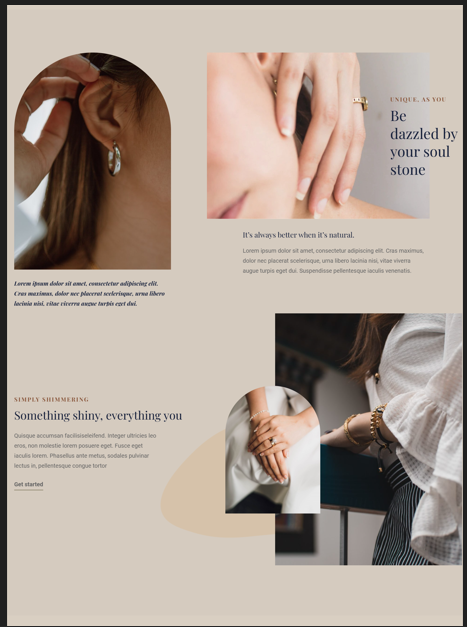 UNIQUE, AS YOU
Be
dazzled by
your soul
stone
It's always better when it's natural.
Lorem ipsum dolor sit amet, consectetur adipiscing elit. Cras maximus,
dolor nec placerat scelerisque, urna libero lacinia nisi, vitae viverra
augue turpis eget dui. Suspendisse pellentesque iaculis venenatis.
Lorem ipsum dolor sit amet, consectetur adipiscing elit.
Cras maximus, dolor nec placerat scelerisque, urna libero
lacinia nisi, vitae viverra augue turpis eget dui.
SIMPLY SHIMMERING
Something shiny, everything you
Quisque accumsan facilisiseleifend. Integer ultricies leo
eros, non molestie lorem posuere eget. Fusce eget
iaculis lorem. Phasellus ante metus, sodales pulvinar
lectus in, pellentesque congue tortor
Get started